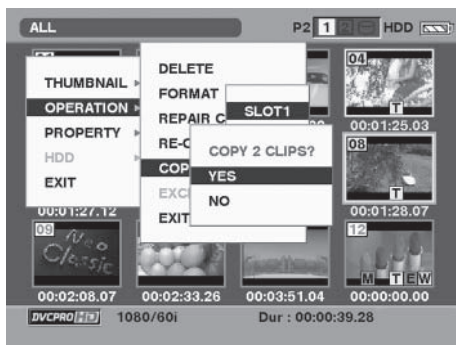 ALL P2 1 2 HDD
THUMBNAIL
OPERATION
PROPERTY
HDD
EXIT
DELETE
FORMAT
REPAIR C
RE-C
COP
EXC
EXIT
SLOT1
COPY 2 CLIPS?
YES
NO
04
T
00:01:25.03
08
T
00:01:27.12
00:01:28.07
09
Neo
Classic
12
M T E W
00:02:08.07 00:02:33.26 00:03:51.04 00:00:00.00
DVCPRO HD 1080/60i Dur : 00:00:39.28